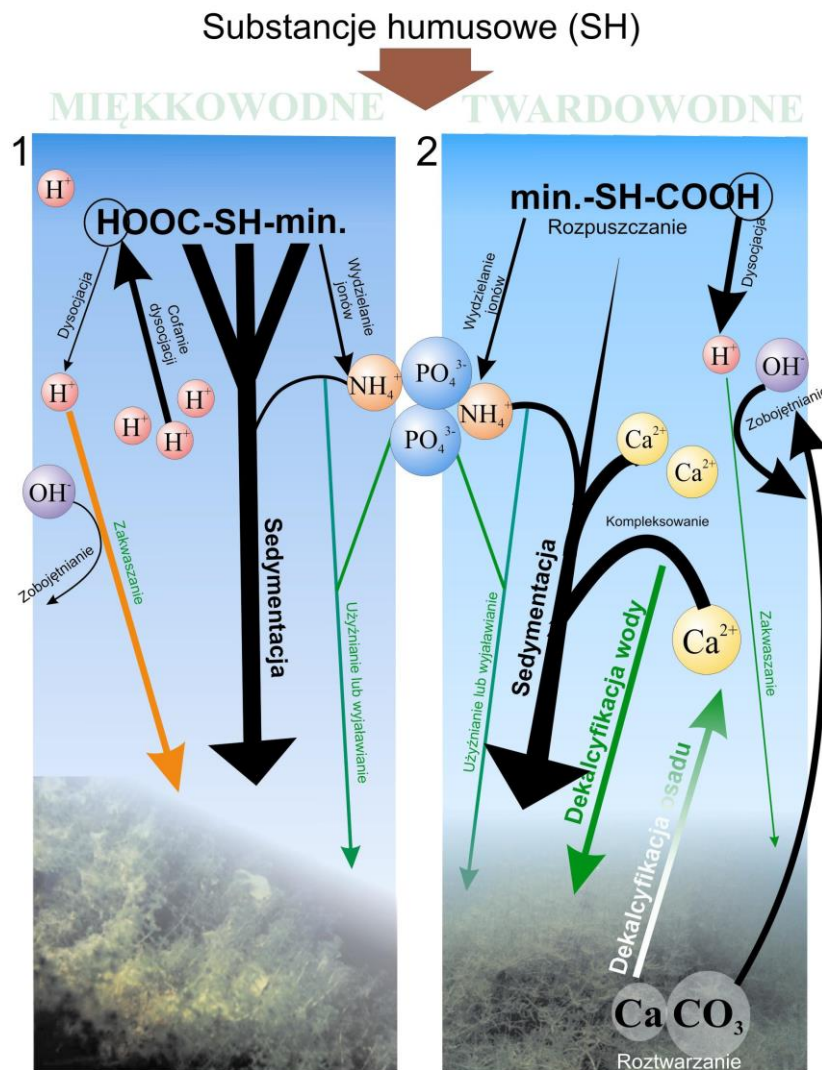 Substancje humusowe (SH)
MIĘKKOWODNE
TWARDOWODNE
1
H+
HOOC-SH-min.
Dysocjacja
Cofanie
dysocjacji
Wydzielanie
jonów
H+
H+
H+
H+
NH₄⁺
PO₄³⁻
PO₄³⁻
OH⁻
Zobojętnianie
Zakwaszanie
Sedymentacja
Użyźnianie lub wyjaławianie
2
min.-SH-COOH
Rozpuszczanie
Wydzielanie
jonów
Dysocjacja
H+
OH⁻
Zobojętnianie
NH₄⁺
Ca²⁺
Ca²⁺
Kompleksowanie
Ca²⁺
Sedymentacja
Użyźnianie lub wyjaławianie
Dekalcyfikacja wody
Dekalcyfikacja osadu
Zakwaszanie
Ca CO₃
Roztwarzanie